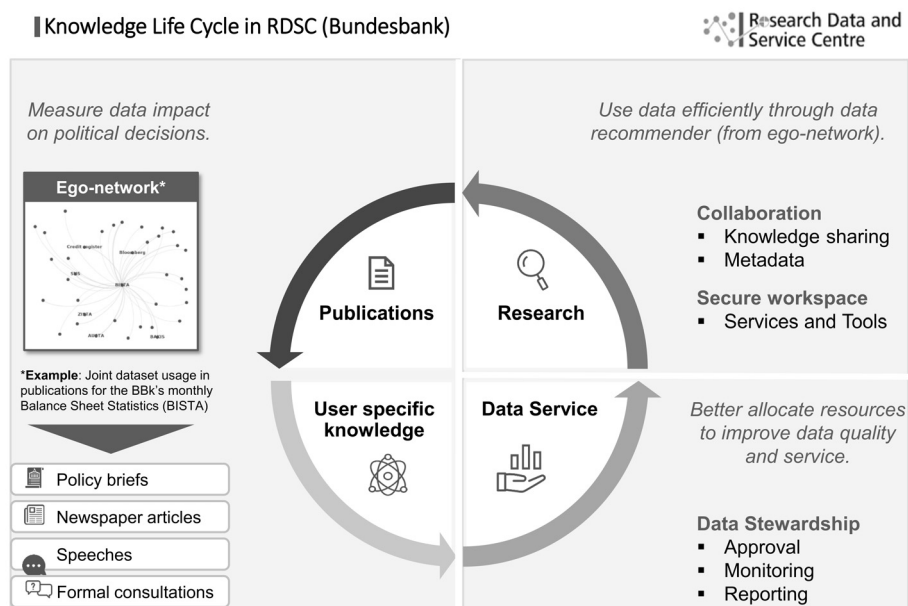 Knowledge Life Cycle in RDSC (Bundesbank)
Research Data and
Service Centre
Measure data impact
on political decisions.
Ego-network*
Credit register
Bloomberg
SHS
BISTA
AUSTA
BAKIS
*Example: Joint dataset usage in
publications for the BBk's monthly
Balance Sheet Statistics (BISTA)
Policy briefs
Newspaper articles
Speeches
Formal consultations
Publications
Research
User specific
knowledge
Data Service
Use data efficiently through data
recommender (from ego-network).
Collaboration
▪ Knowledge sharing
▪ Metadata
Secure workspace
▪ Services and Tools
Better allocate resources
to improve data quality
and service.
Data Stewardship
▪ Approval
▪ Monitoring
▪ Reporting